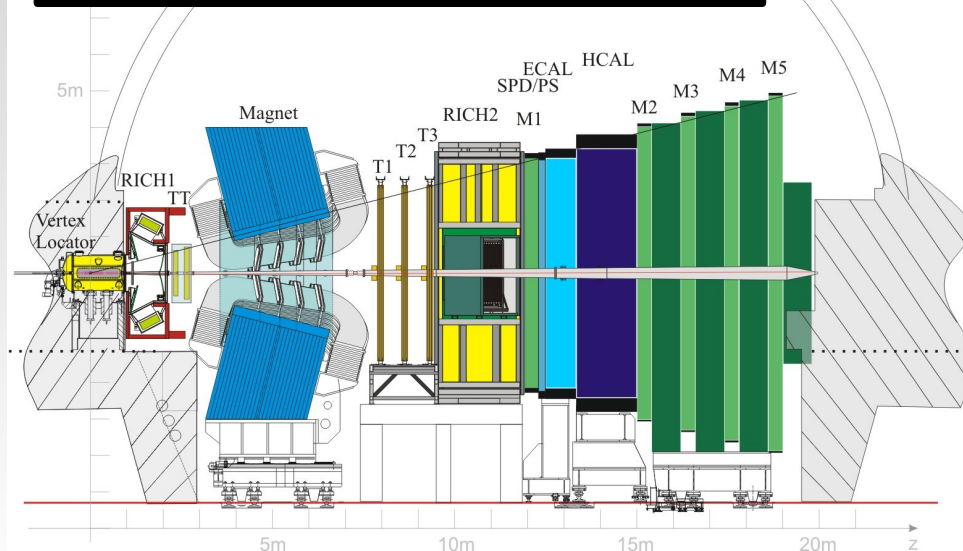 5m
Magnet
RICH1
TT
Vertex
Locator
T1
T2
T3
RICH2
SPD/PS
ECAL
HCAL
M1
M2
M3
M4
M5
5m
10m
15m
20m
z